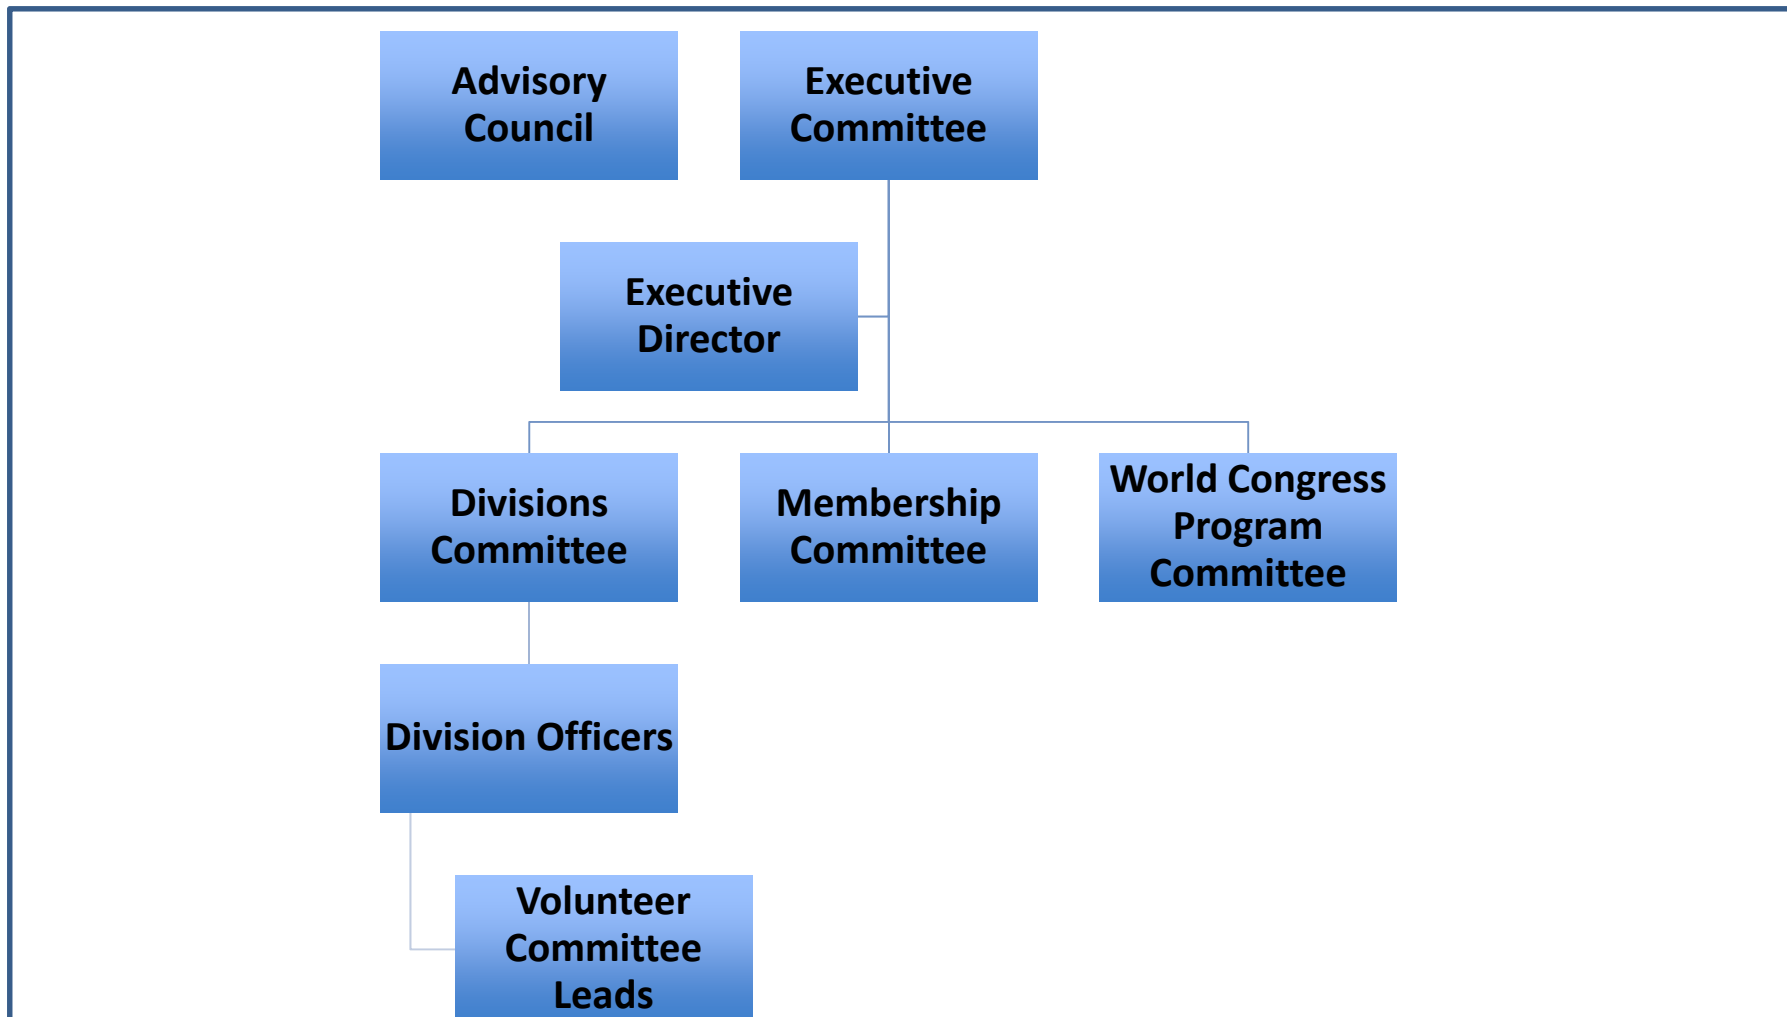 Advisory
Council
Executive
Committee
Executive
Director
Divisions
Committee
Membership
Committee
World Congress
Program
Committee
Division Officers
Volunteer
Committee
Leads